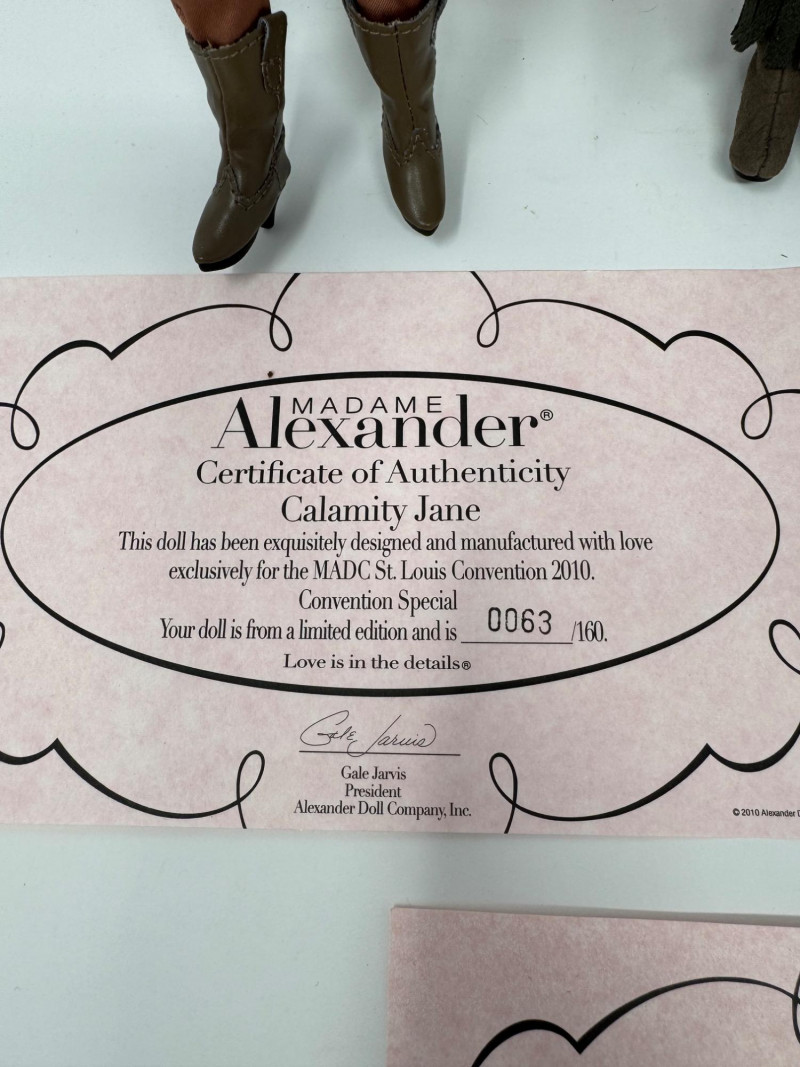 MADAME
Alexander®
Certificate of Authenticity
Calamity Jane
This doll has been exquisitely designed and manufactured with love
exclusively for the MADC St. Louis Convention 2010.
Convention Special
Your doll is from a limited edition and is 0063 /160.
Love is in the details®
Gale Jarvis
Gale Jarvis
President
Alexander Doll Company, Inc.
© 2010 Alexander